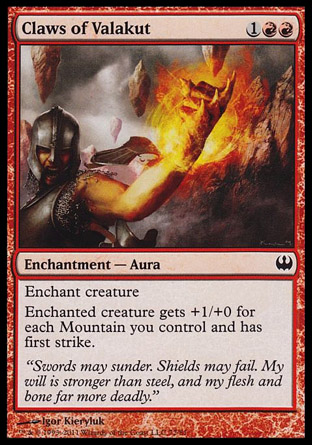 Claws of Valakut 1
Enchantment — Aura
Enchant creature
Enchanted creature gets +1/+0 for
each Mountain you control and has
first strike.
“Swords may sunder. Shields may fail. My
will is stronger than steel, and my flesh and
bone far more deadly.”
Igor Kieryluk